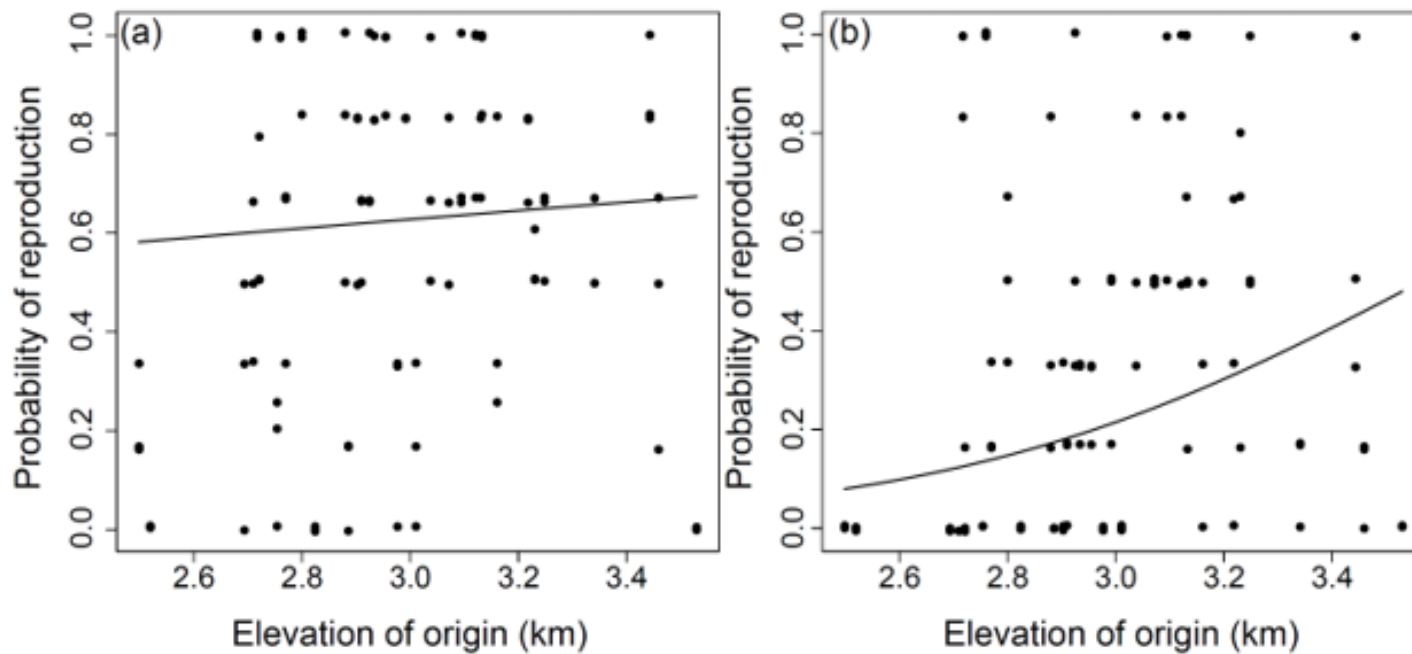 (a)
Probability of reproduction
1.0
0.8
0.6
0.4
0.2
0.0
2.6 2.8 3.0 3.2 3.4
Elevation of origin (km)
(b)
Probability of reproduction
1.0
0.8
0.6
0.4
0.2
0.0
2.6 2.8 3.0 3.2 3.4
Elevation of origin (km)